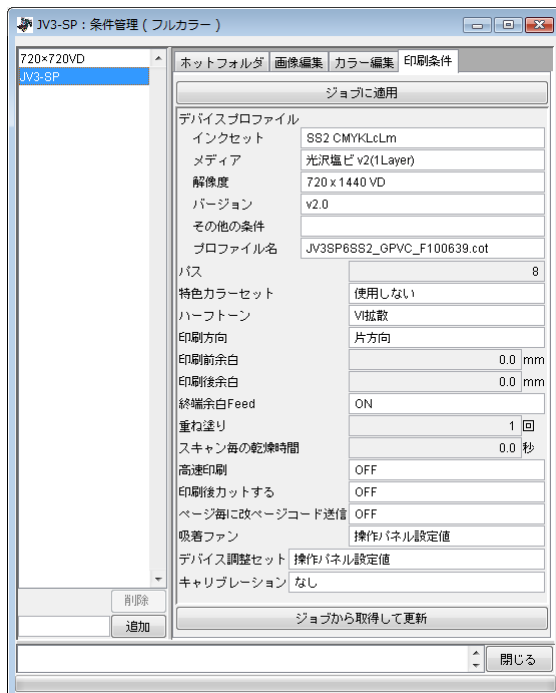 JV3-SP：条件管理 ( フルカラー )
720×720VD
JV3-SP
ホットフォルダ 画像編集 カラー編集 印刷条件
ジョブに適用
デバイスプロファイル
インクセット SS2 CMYKLcLm
メディア 光沢塩ビ v2(1Layer)
解像度 720 x 1440 VD
バージョン v2.0
その他の条件
プロファイル名 JV3SP6SS2_GPVC_F100639.cot
パス 8
特色カラーセット 使用しない
ハーフトーン VI拡散
印刷方向 片方向
印刷前余白 0.0 mm
印刷後余白 0.0 mm
終端余白Feed ON
重ね塗り 1 回
スキャン毎の乾燥時間 0.0 秒
高速印刷 OFF
印刷後カットする OFF
ページ毎に改ページコード送信 OFF
吸着ファン 操作パネル設定値
デバイス調整セット 操作パネル設定値
キャリブレーション なし
削除
追加
ジョブから取得して更新
閉じる